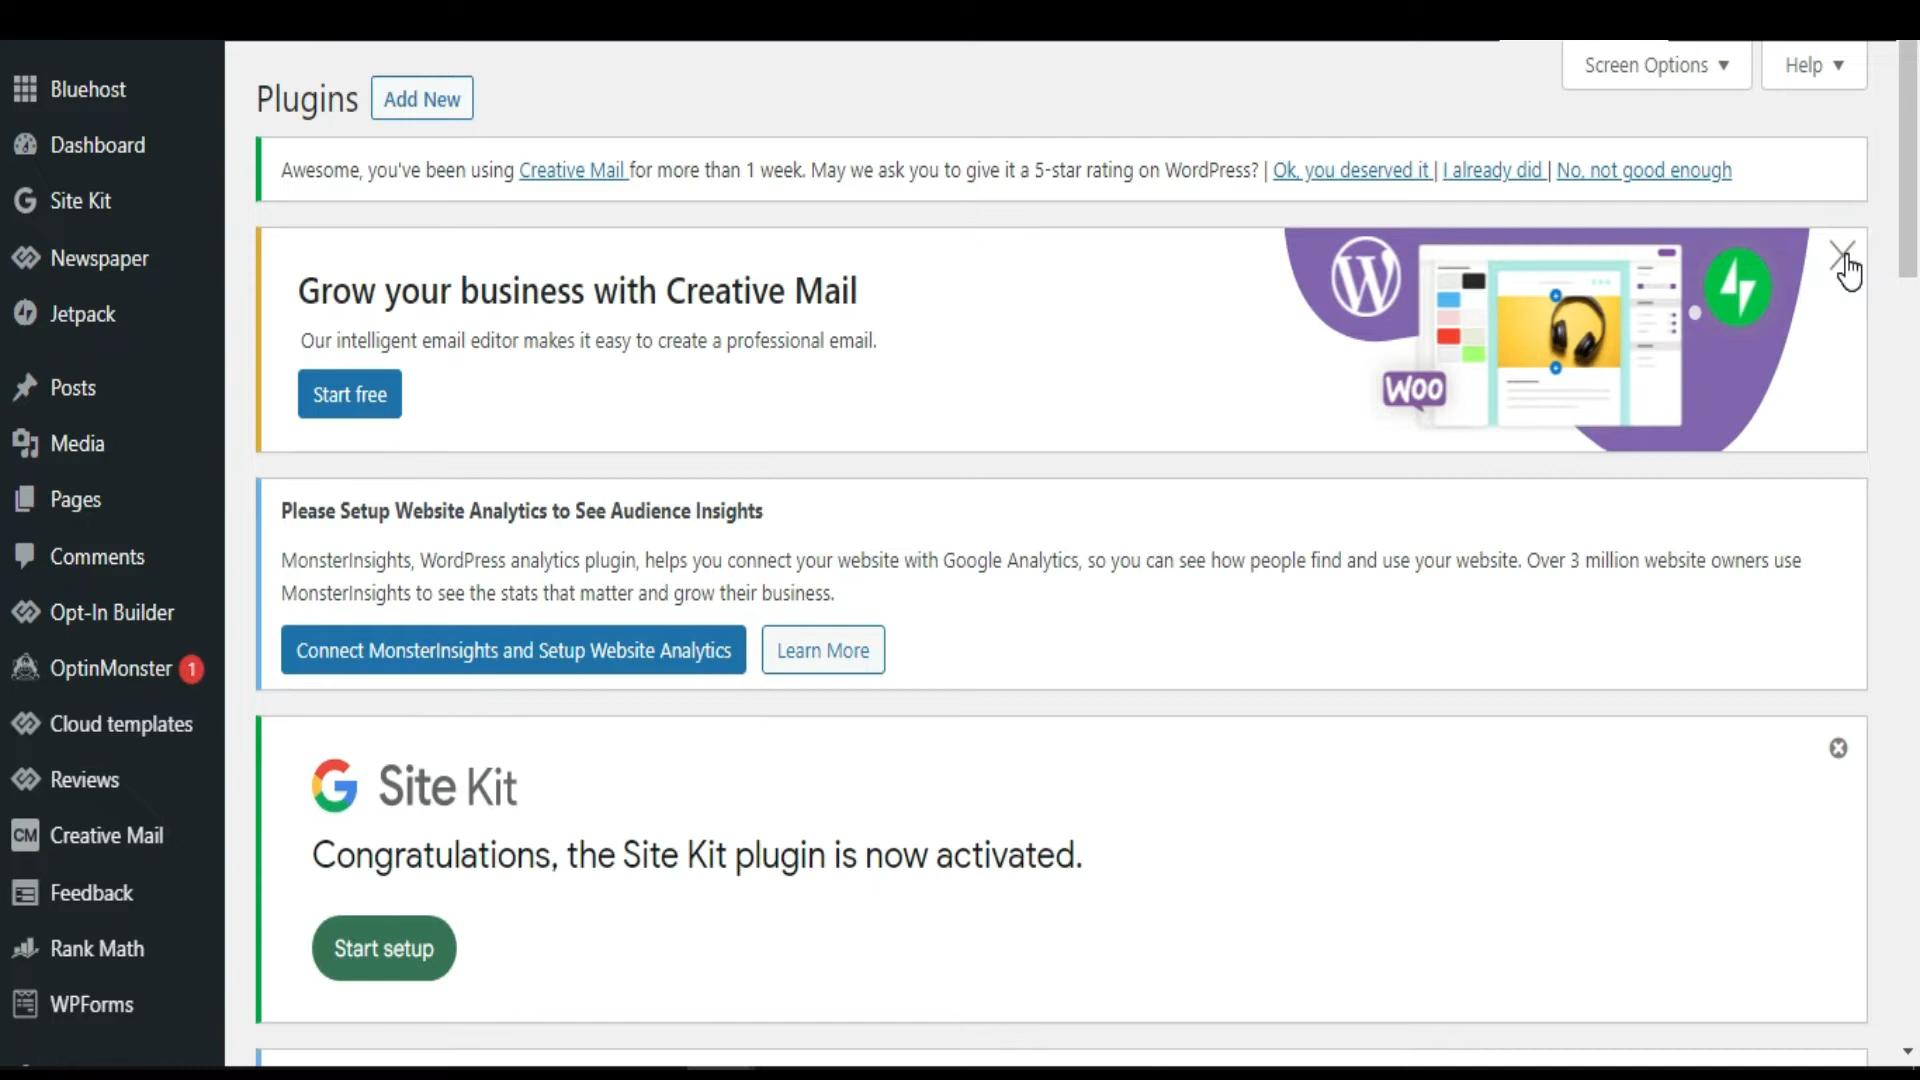 Screen Options ▼
Help ▼
Plugins
Add New
Awesome, you've been using Creative Mail for more than 1 week. May we ask you to give it a 5-star rating on WordPress? | Ok, you deserved it | I already did | No, not good enough
Grow your business with Creative Mail
Our intelligent email editor makes it easy to create a professional email.
Start free
WOO
Please Setup Website Analytics to See Audience Insights
MonsterInsights, WordPress analytics plugin, helps you connect your website with Google Analytics, so you can see how people find and use your website. Over 3 million website owners use
MonsterInsights to see the stats that matter and grow their business.
Connect MonsterInsights and Setup Website Analytics
Learn More
Site Kit
Congratulations, the Site Kit plugin is now activated.
Start setup
Bluehost
Dashboard
Site Kit
Newspaper
Jetpack
Posts
Media
Pages
Comments
Opt-In Builder
OptinMonster 1
Cloud templates
Reviews
CM Creative Mail
Feedback
Rank Math
WPForms